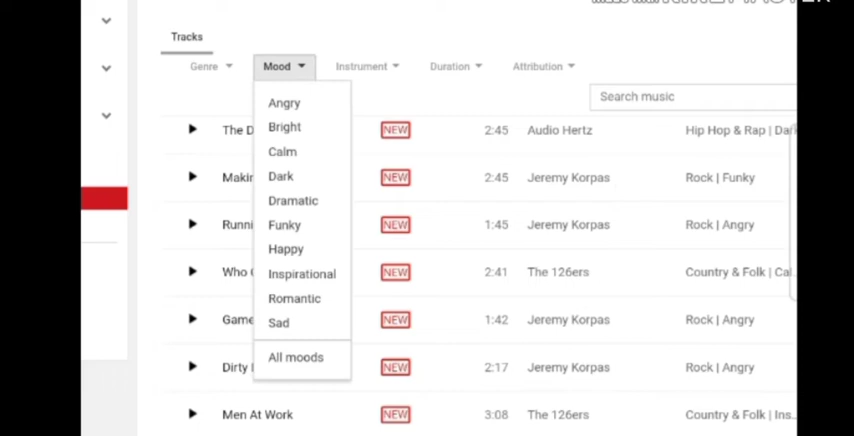 Tracks
Genre Mood Instrument Duration Attribution
Search music
Angry
Bright
Calm
Dark
Dramatic
Funky
Happy
Inspirational
Romantic
Sad
All moods
The D NEW 2:45 Audio Hertz Hip Hop & Rap | Dar
Makin NEW 2:45 Jeremy Korpas Rock | Funky
Runni NEW 1:45 Jeremy Korpas Rock | Angry
Who NEW 2:41 The 126ers Country & Folk | Cal...
Game NEW 1:42 Jeremy Korpas Rock | Angry
Dirty NEW 2:17 Jeremy Korpas Rock | Angry
Men At Work NEW 3:08 The 126ers Country & Folk | Ins...